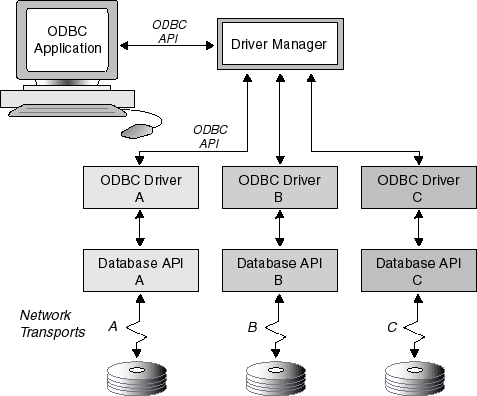 ODBC
Application
ODBC
API
Driver Manager
ODBC
API
ODBC Driver
A
ODBC Driver
B
ODBC Driver
C
Database API
A
Database API
B
Database API
C
Network
Transports
A
B
C